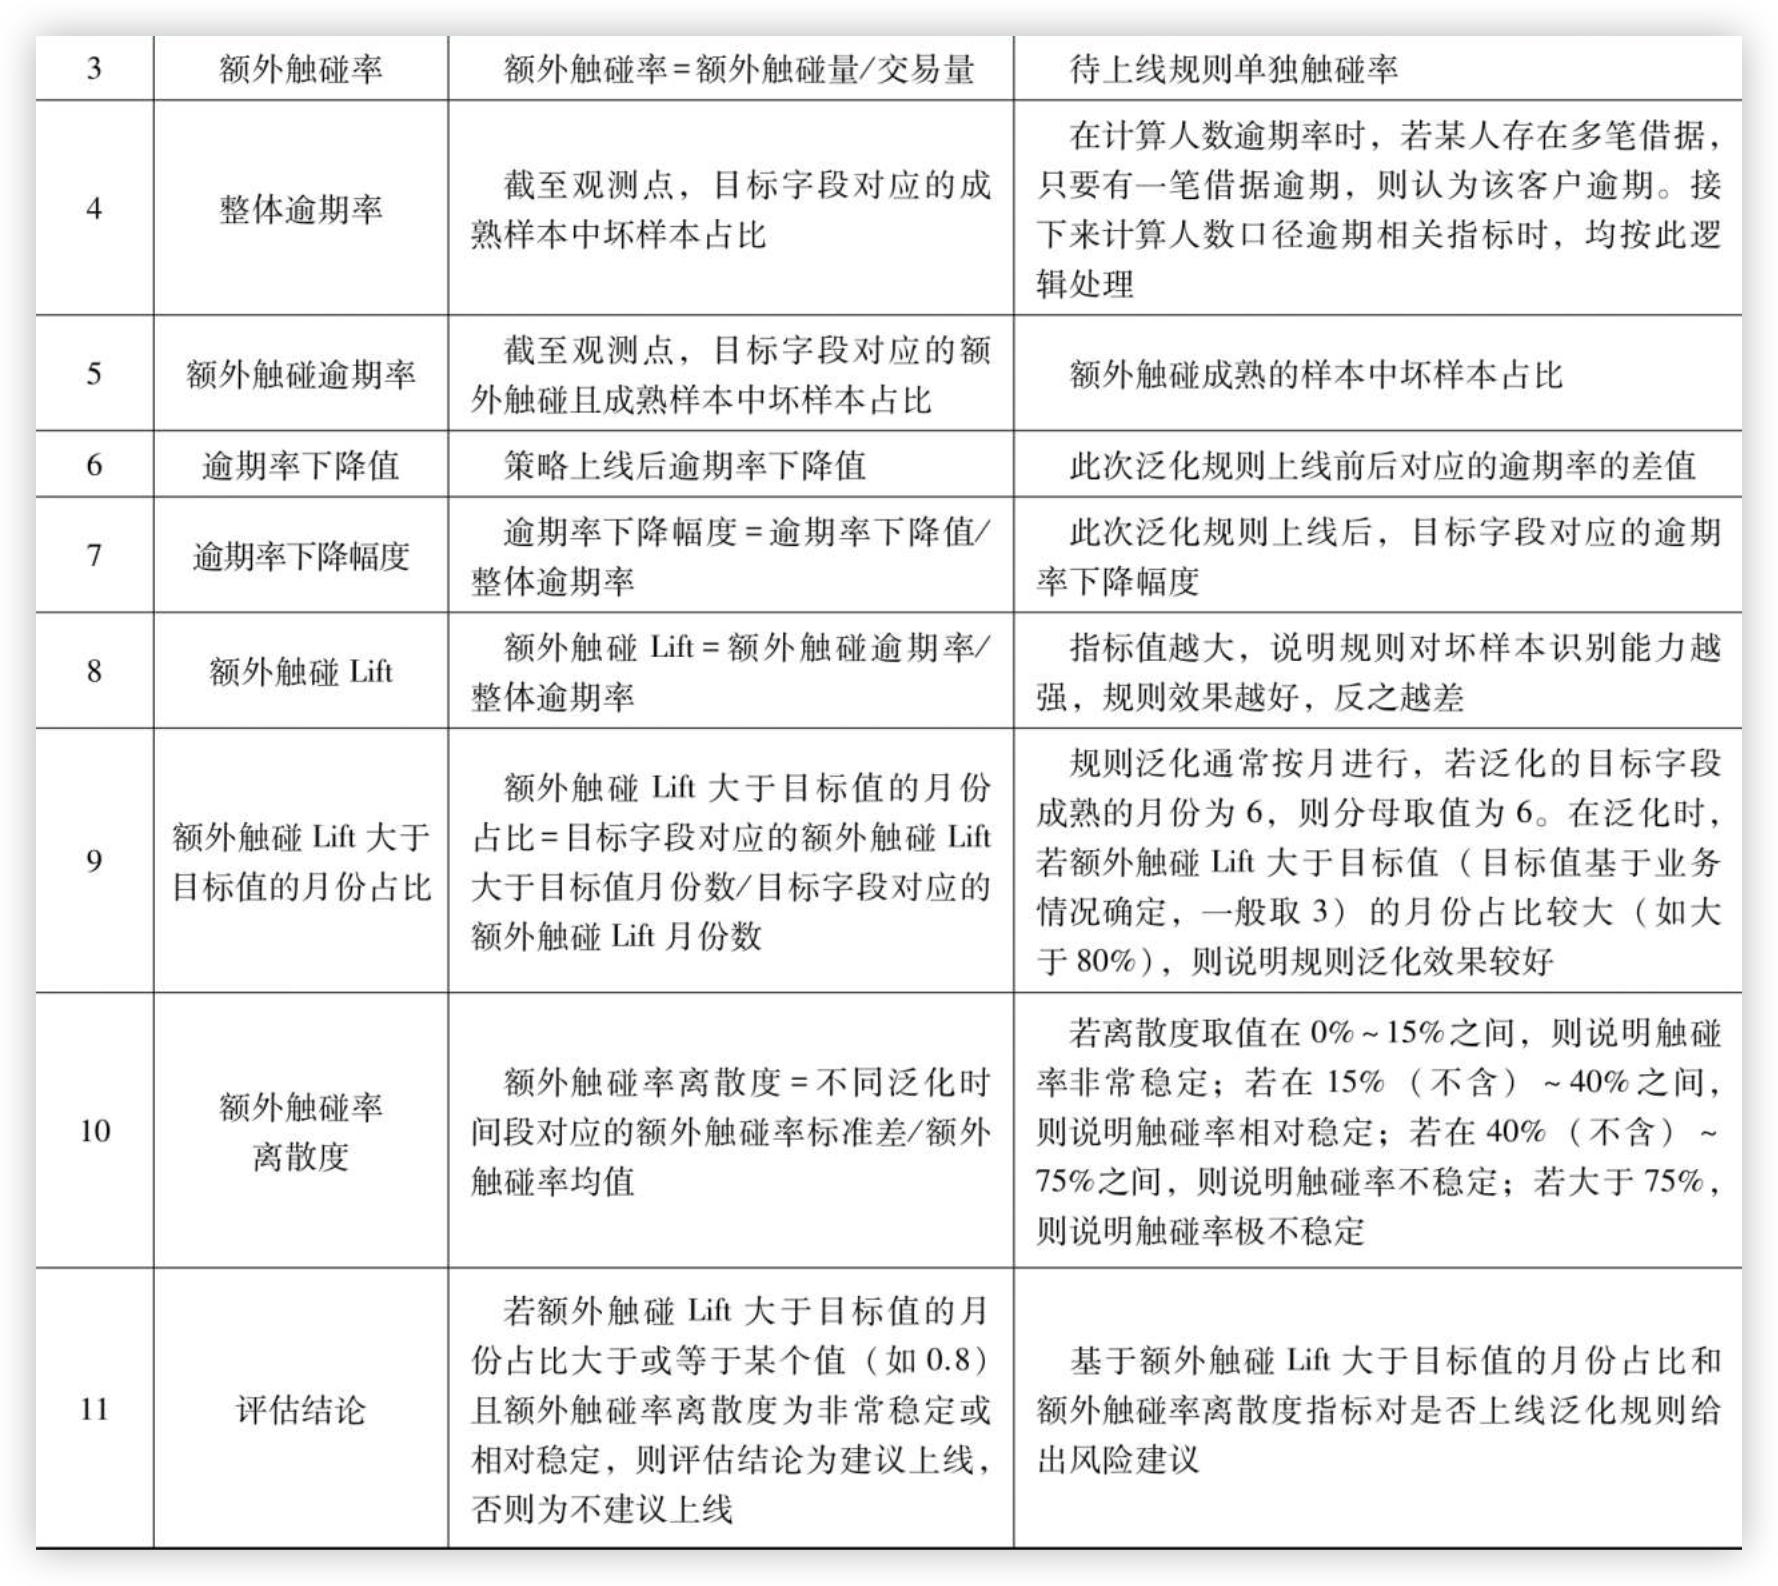 3
额外触碰率
额外触碰率=额外触碰量/交易量
待上线规则单独触碰率
4
整体逾期率
截至观测点，目标字段对应的成
熟样本中坏样本占比
在计算人数逾期率时，若某人存在多笔借据，
只要有一笔借据逾期，则认为该客户逾期。接
下来计算人数口径逾期相关指标时，均按此逻
辑处理
5
额外触碰逾期率
截至观测点，目标字段对应的额
外触碰且成熟样本中坏样本占比
额外触碰成熟的样本中坏样本占比
6
逾期率下降值
策略上线后逾期率下降值
此次泛化规则上线前后对应的逾期率的差值
7
逾期率下降幅度
逾期率下降幅度=逾期率下降值/
整体逾期率
此次泛化规则上线后，目标字段对应的逾期
率下降幅度
8
额外触碰 Lift
额外触碰 Lift=额外触碰逾期率/
整体逾期率
指标值越大，说明规则对坏样本识别能力越
强，规则效果越好，反之越差
9
额外触碰 Lift 大于
目标值的月份占比
额外触碰 Lift 大于目标值的月份
占比=目标字段对应的额外触碰 Lift
大于目标值月份数/目标字段对应的
额外触碰 Lift 月份数
规则泛化通常按月进行，若泛化的目标字段
成熟的月份为 6，则分母取值为 6。在泛化时，
若额外触碰 Lift 大于目标值（目标值基于业务
情况确定，一般取 3）的月份占比较大（如大
于 80%），则说明规则泛化效果较好
10
额外触碰率
离散度
额外触碰率离散度=不同泛化时
间段对应的额外触碰率标准差/额外
触碰率均值
若离散度取值在 0%~15%之间，则说明触碰
率非常稳定；若在 15%（不含）~40%之间，
则说明触碰率相对稳定；若在 40%（不含）~
75%之间，则说明触碰率不稳定；若大于 75%，
则说明触碰率极不稳定
11
评估结论
若额外触碰 Lift 大于目标值的月
份占比大于或等于某个值（如 0.8）
且额外触碰率离散度为非常稳定或
相对稳定，则评估结论为建议上线，
否则为不建议上线
基于额外触碰 Lift 大于目标值的月份占比和
额外触碰率离散度指标对是否上线泛化规则给
出风险建议